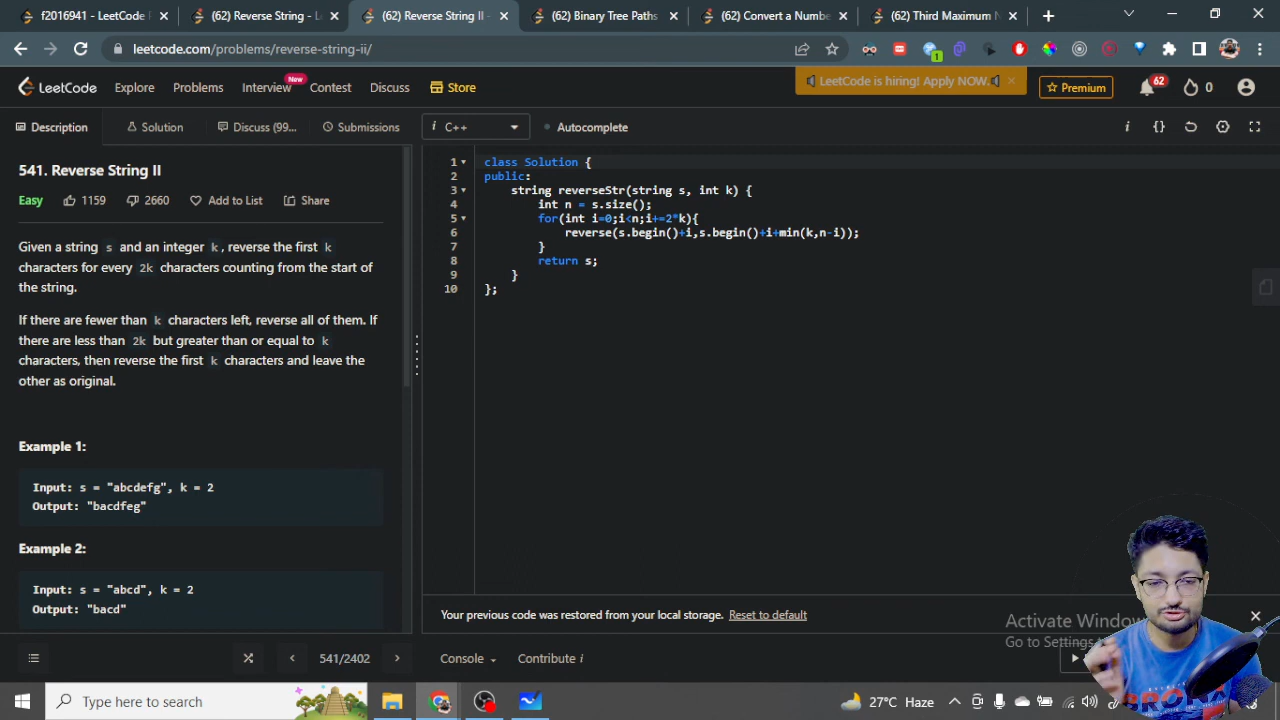 f2016941 - LeetCode
(62) Reverse String - L
(62) Reverse String II -
(62) Binary Tree Paths
(62) Convert a Numbe
(62) Third Maximum N
leetcode.com/problems/reverse-string-ii/
1
LeetCode
Explore
Problems
Interview
New
Contest
Discuss
Store
LeetCode is hiring! Apply NOW.
Premium
62
0
Description
Solution
Discuss (99...
Submissions
i C++
Autocomplete
541. Reverse String II
Easy
1159
2660
Add to List
Share
Given a string s and an integer k, reverse the first k
characters for every 2k characters counting from the start of
the string.
If there are fewer than k characters left, reverse all of them. If
there are less than 2k but greater than or equal to k
characters, then reverse the first k characters and leave the
other as original.
Example 1:
Input: s = "abcdefg", k = 2
Output: "bacdfeg"
Example 2:
Input: s = "abcd", k = 2
Output: "bacd"
1 class Solution {
2 public:
3 string reverseStr(string s, int k) {
4 int n = s.size();
5 for(int i=0;i<n;i+=2*k){
6 reverse(s.begin()+i,s.begin()+i+min(k,n-i));
7 }
8 return s;
9 }
10 };
Your previous code was restored from your local storage. Reset to default
Activate Window
Go to Settings
541/2402
Console
Contribute i
Type here to search
27°C Haze